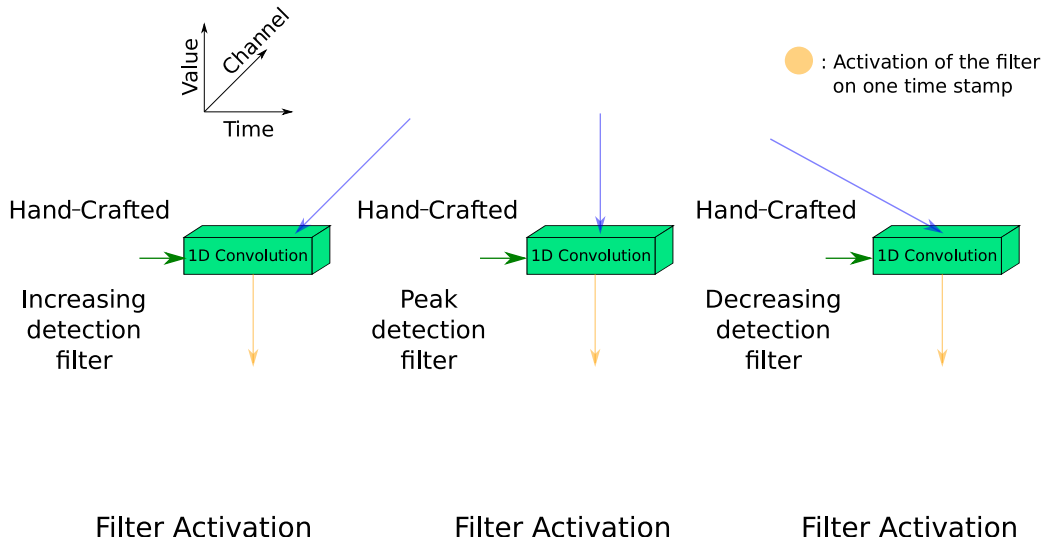 Value
Channel
Time
: Activation of the filter
on one time stamp
Hand-Crafted
Hand-Crafted
Hand-Crafted
1D Convolution
1D Convolution
1D Convolution
Increasing
detection
filter
Peak
detection
filter
Decreasing
detection
filter
Filter Activation
Filter Activation
Filter Activation